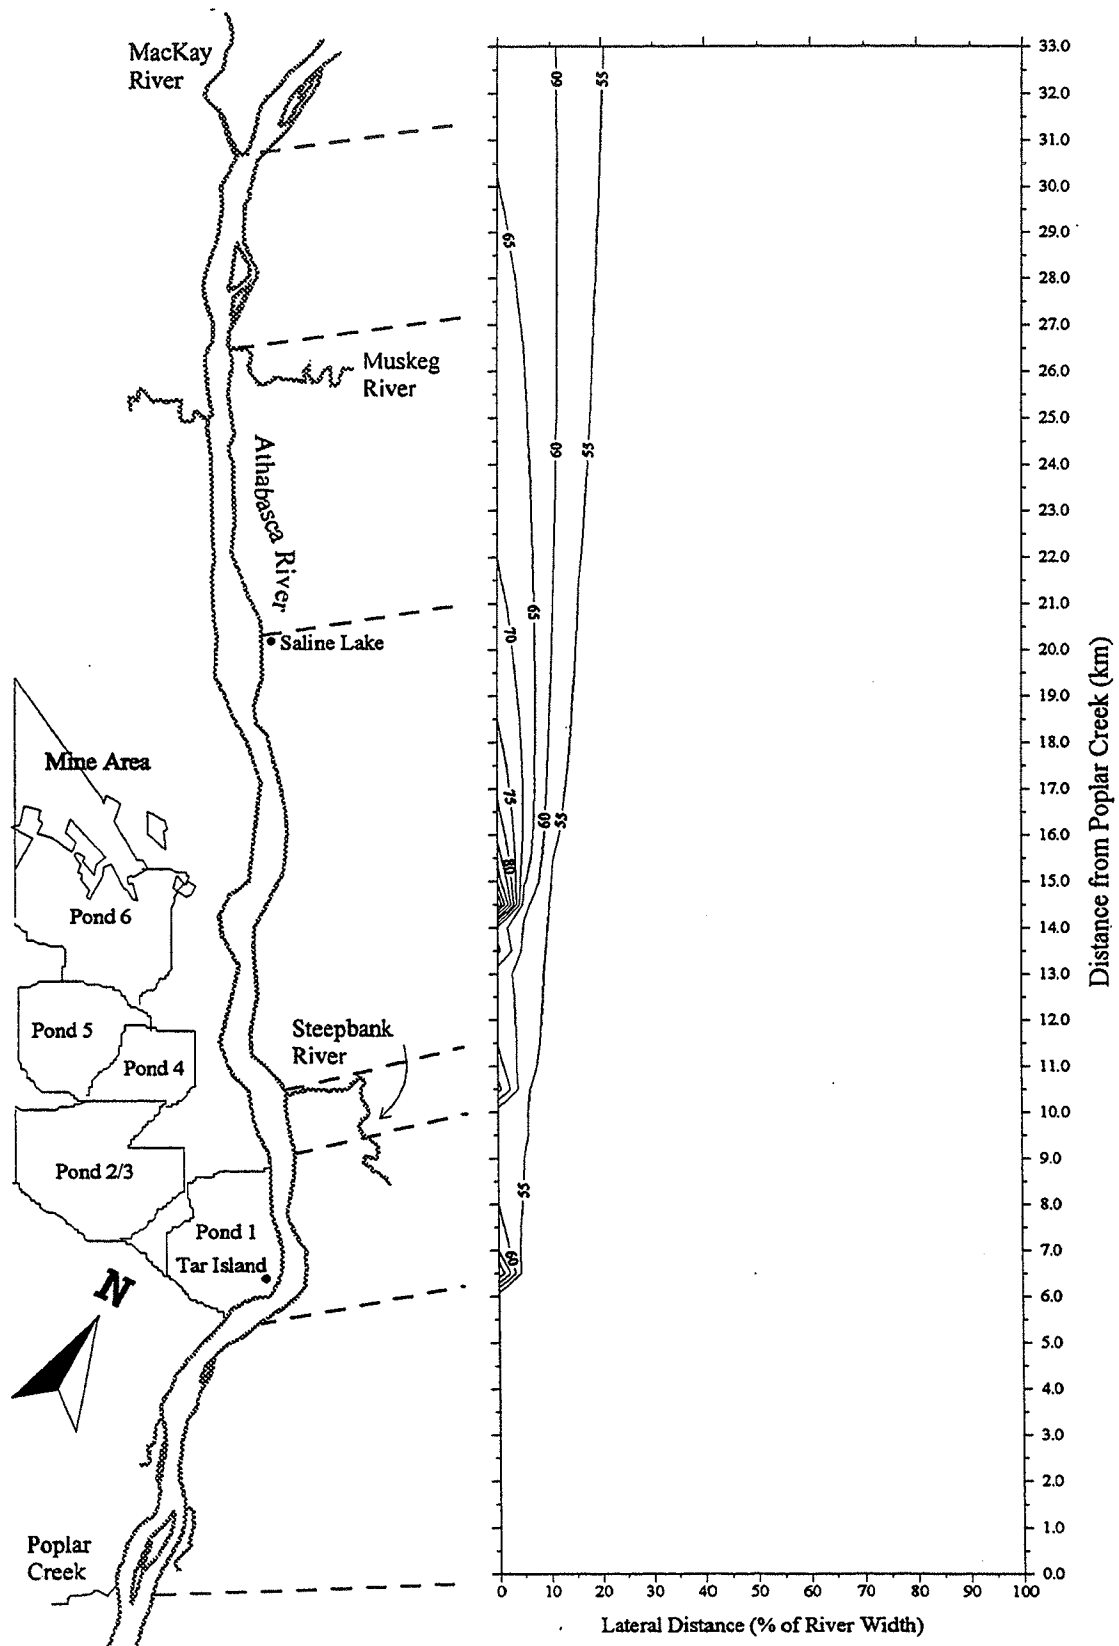 MacKay
River
Muskeg
River
Athabasca River
Saline Lake
Mine Area
Pond 6
Pond 5
Pond 4
Steepbank
River
Pond 2/3
Pond 1
Tar Island
N
Poplar
Creek
60
55
65
60
55
65
70
75
60
55
80
55
60
33.0
32.0
31.0
30.0
29.0
28.0
27.0
26.0
25.0
24.0
23.0
22.0
21.0
20.0
19.0
18.0
17.0
16.0
15.0
14.0
13.0
12.0
11.0
10.0
9.0
8.0
7.0
6.0
5.0
4.0
3.0
2.0
1.0
0.0
Distance from Poplar Creek (km)
0 10 20 30 40 50 60 70 80 90 100
Lateral Distance (% of River Width)